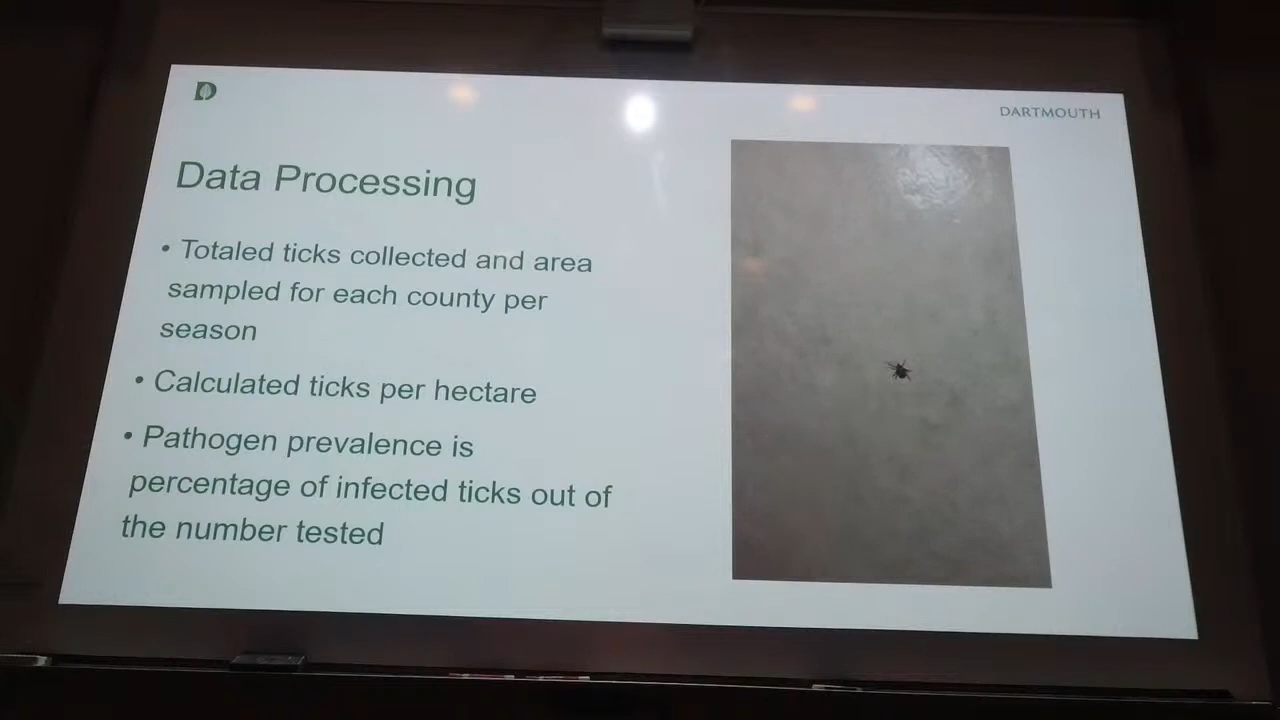 D
DARTMOUTH
Data Processing
• Totaled ticks collected and area
sampled for each county per
season
• Calculated ticks per hectare
• Pathogen prevalence is
percentage of infected ticks out of
the number tested